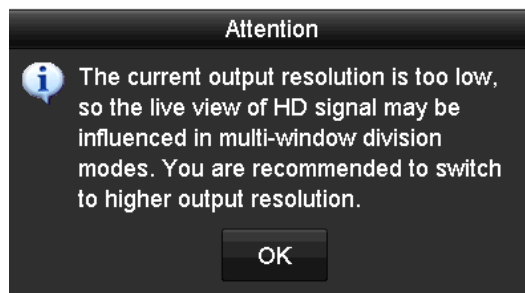 Attention
The current output resolution is too low,
so the live view of HD signal may be
influenced in multi-window division
modes. You are recommended to switch
to higher output resolution.
OK